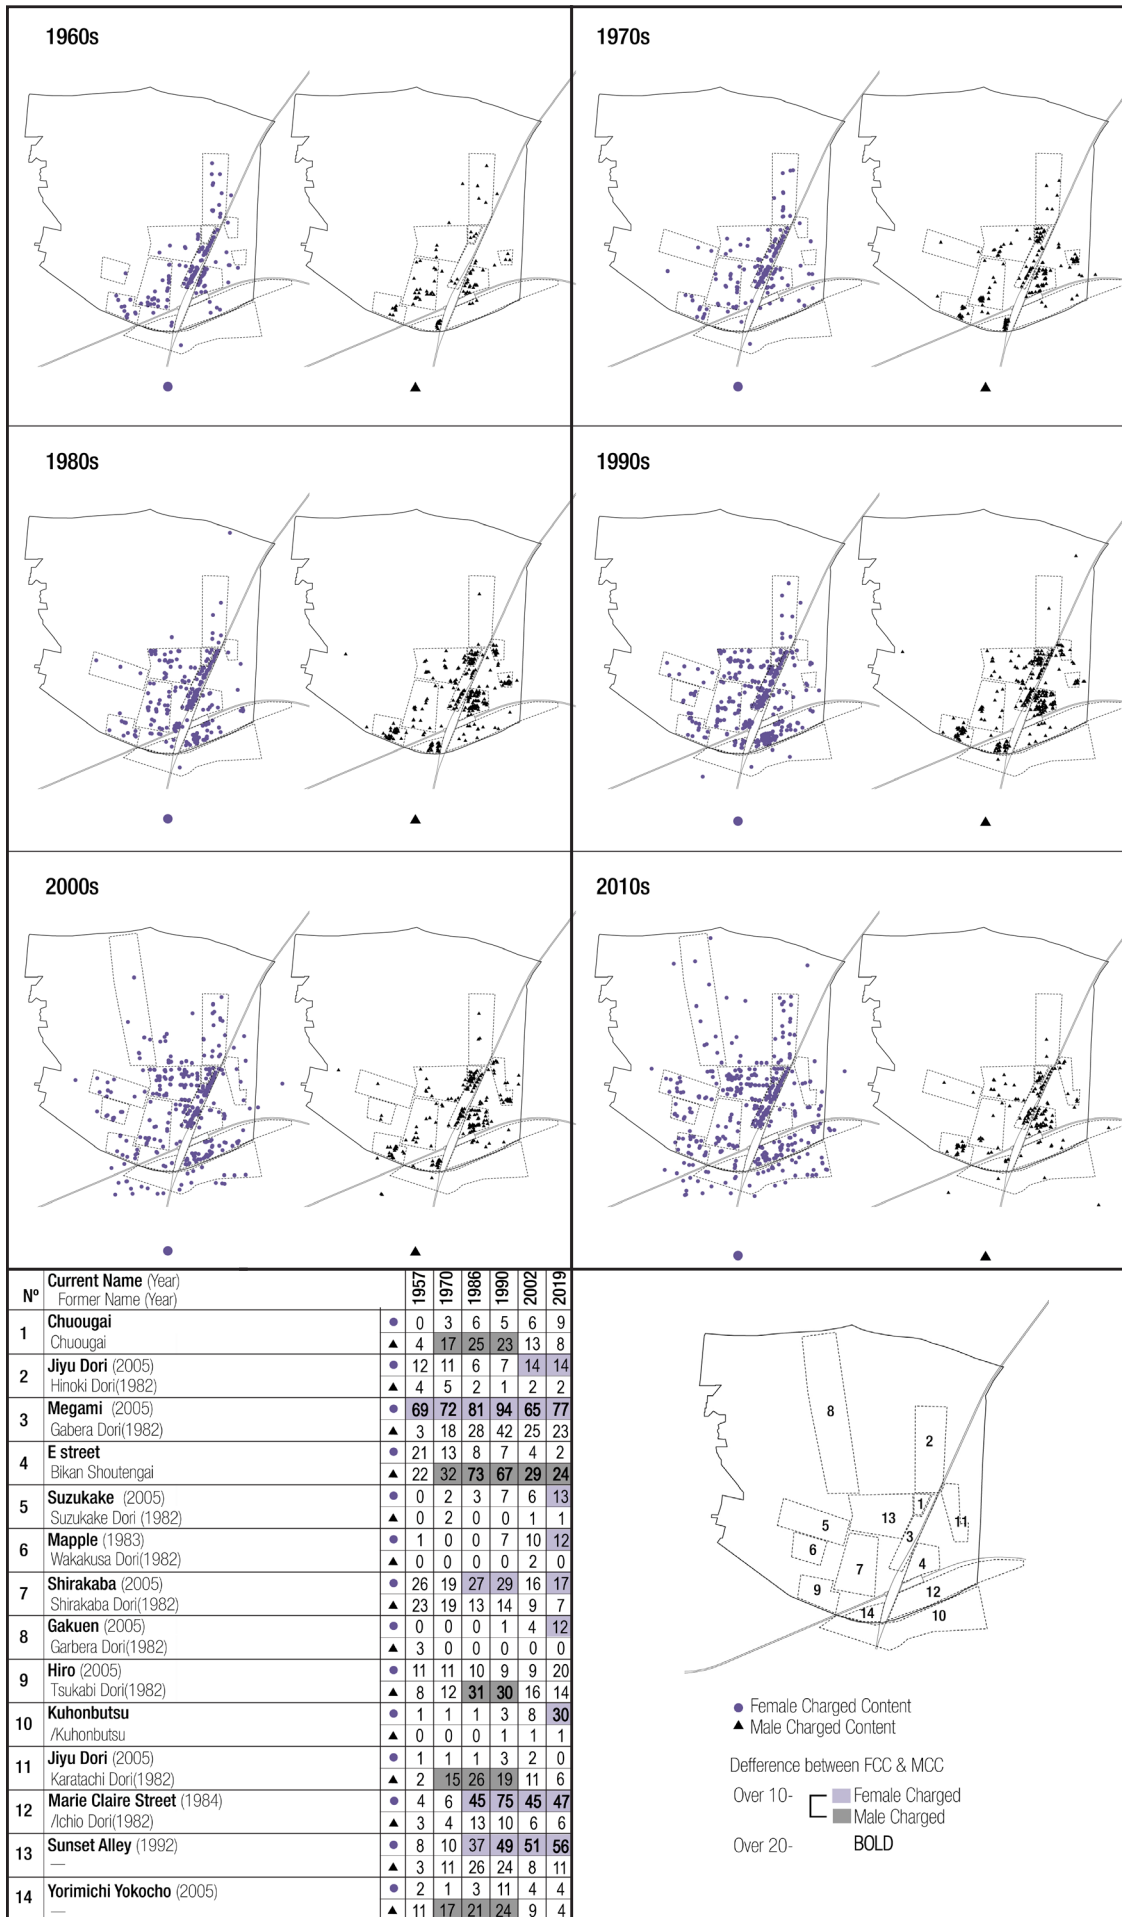 1960s
1970s
1980s
1990s
2000s
2010s
Nº Current Name (Year) Former Name (Year) 1957 1970 1986 1990 2002 2019
1 Chuougai ● 0 3 6 5 6 9
Chuougai ▲ 4 17 25 23 13 8
2 Jiyu Dori (2005) ● 12 11 6 7 14 14
Hinoki Dori(1982) ▲ 4 5 2 1 2 2
3 Megami (2005) ● 69 72 81 94 65 77
Gabera Dori(1982) ▲ 3 18 28 42 25 23
4 E street ● 21 13 8 7 4 2
Bikan Shoutengai ▲ 22 32 73 67 29 24
5 Suzukake (2005) ● 0 2 3 7 6 13
Suzukake Dori (1982) ▲ 0 2 0 0 1 1
6 Mapple (1983) ● 1 0 0 7 10 12
Wakakusa Dori(1982) ▲ 0 0 0 0 2 0
7 Shirakaba (2005) ● 26 19 27 29 16 17
Shirakaba Dori(1982) ▲ 23 19 13 14 9 7
8 Gakuen (2005) ● 0 0 0 1 4 12
Garbera Dori(1982) ▲ 3 0 0 0 0 0
9 Hiro (2005) ● 11 11 10 9 9 20
Tsukabi Dori(1982) ▲ 8 12 31 30 16 14
10 Kuhonbutsu ● 1 1 1 3 8 30
/Kuhonbutsu ▲ 0 0 0 1 1 1
11 Jiyu Dori (2005) ● 1 1 1 3 2 0
Karatachi Dori(1982) ▲ 2 15 26 19 11 6
12 Marie Claire Street (1984) ● 4 6 45 75 45 47
/Ichio Dori(1982) ▲ 3 4 13 10 6 6
13 Sunset Alley (1992) ● 8 10 37 49 51 56
— ▲ 3 11 26 24 8 11
14 Yorimichi Yokocho (2005) ● 2 1 3 11 4 4
— ▲ 11 17 21 24 9 4
8
2
1
13
11
5
3
6
4
7
9
12
14
10
● Female Charged Content
▲ Male Charged Content
Defference between FCC & MCC
Over 10- Female Charged
Male Charged
Over 20- BOLD